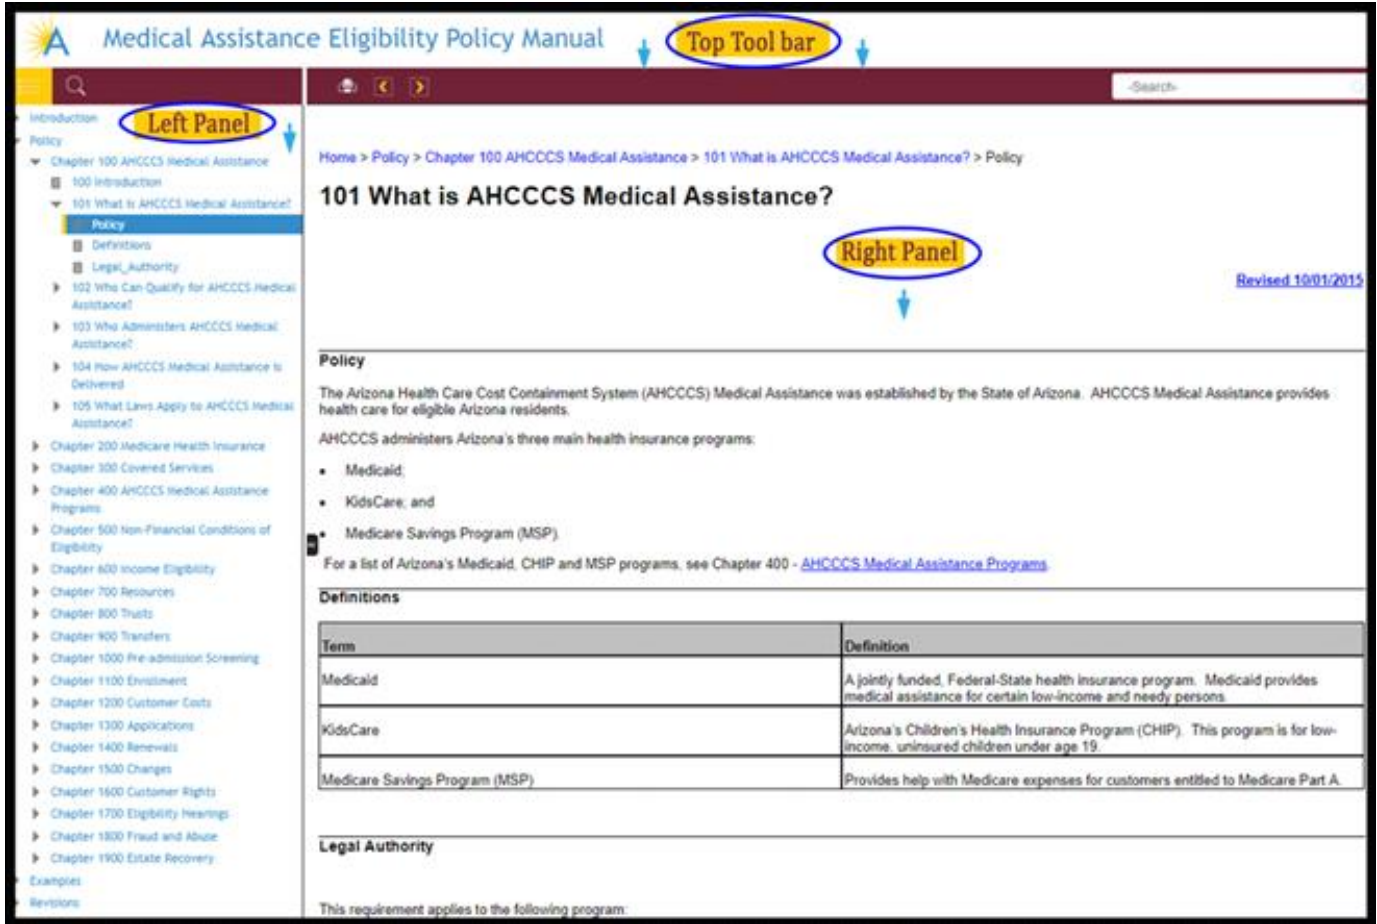 A Medical Assistance Eligibility Policy Manual
Top Tool bar
-Search-
Left Panel
Introduction
Policy
Chapter 100 AHCCCS Medical Assistance
100 Introduction
101 What is AHCCCS Medical Assistance?
Policy
Definitions
Legal_Authority
102 Who Can Qualify for AHCCCS Medical
Assistance?
103 Who Administers AHCCCS Medical
Assistance?
104 How AHCCCS Medical Assistance is
Delivered
105 What Laws Apply to AHCCCS Medical
Assistance?
Chapter 200 Medicare Health Insurance
Chapter 300 Covered Services
Chapter 400 AHCCCS Medical Assistance
Programs
Chapter 500 Non-Financial Conditions of
Eligibility
Chapter 600 Income Eligibility
Chapter 700 Resources
Chapter 800 Trusts
Chapter 900 Transfers
Chapter 1000 Pre-admission Screening
Chapter 1100 Enrollment
Chapter 1200 Customer Costs
Chapter 1300 Applications
Chapter 1400 Renewals
Chapter 1500 Changes
Chapter 1600 Customer Rights
Chapter 1700 Eligibility Hearings
Chapter 1800 Fraud and Abuse
Chapter 1900 Estate Recovery
Examples
Revisions
Home > Policy > Chapter 100 AHCCCS Medical Assistance > 101 What is AHCCCS Medical Assistance? > Policy
101 What is AHCCCS Medical Assistance?
Right Panel
Revised 10/01/2015
Policy
The Arizona Health Care Cost Containment System (AHCCCS) Medical Assistance was established by the State of Arizona. AHCCCS Medical Assistance provides
health care for eligible Arizona residents.
AHCCCS administers Arizona's three main health insurance programs:
• Medicaid;
• KidsCare; and
• Medicare Savings Program (MSP).
For a list of Arizona's Medicaid, CHIP and MSP programs, see Chapter 400 - AHCCCS Medical Assistance Programs.
Definitions
Term Definition
Medicaid A jointly funded, Federal-State health insurance program. Medicaid provides
medical assistance for certain low-income and needy persons.
KidsCare Arizona's Children's Health Insurance Program (CHIP). This program is for low-
income, uninsured children under age 19.
Medicare Savings Program (MSP) Provides help with Medicare expenses for customers entitled to Medicare Part A.
Legal Authority
This requirement applies to the following program: